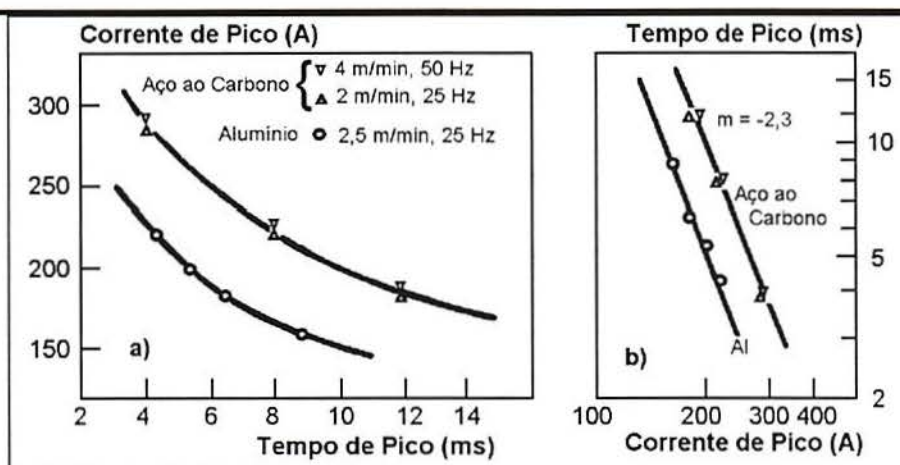 Corrente de Pico (A)
Aço ao Carbono { ▽ 4 m/min, 50 Hz
△ 2 m/min, 25 Hz
Alumínio o 2,5 m/min, 25 Hz
300
250
200
150
a)
2 4 6 8 10 12 14
Tempo de Pico (ms)
Tempo de Pico (ms)
15
m = -2,3
10
Aço ao
Carbono
5
b)
Al
2
100 200 300 400
Corrente de Pico (A)